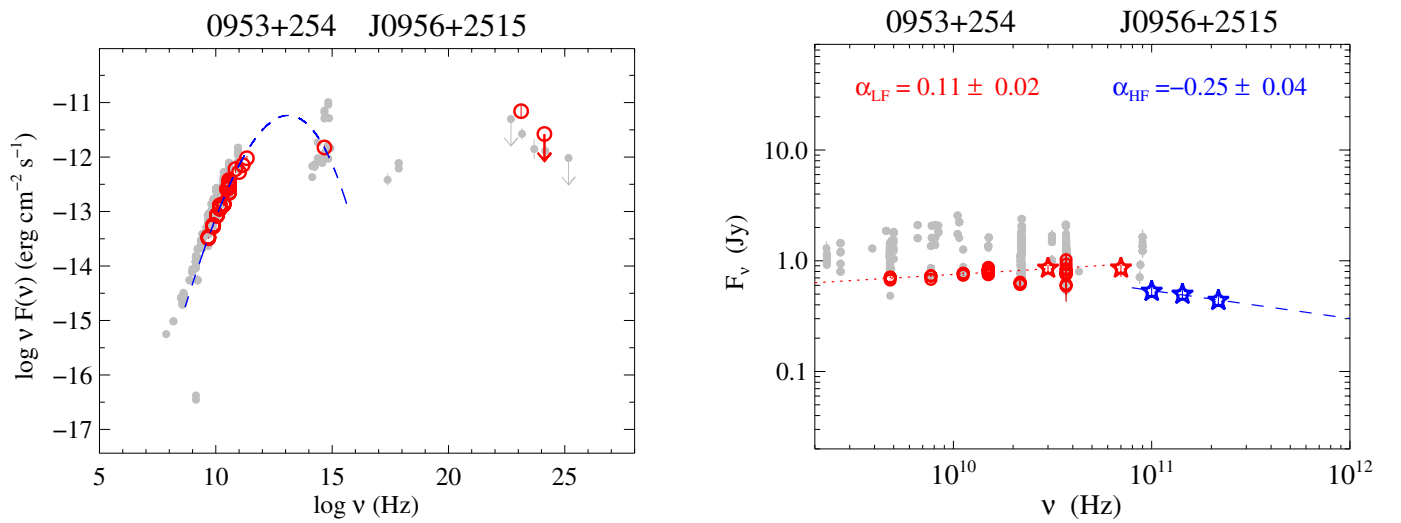 0953+254 J0956+2515
−11
−12
−13
−14
−15
−16
−17
log ν F(ν) (erg cm⁻² s⁻¹)
5 10 15 20 25
log ν (Hz)
0953+254 J0956+2515
α_LF = 0.11 ± 0.02 α_HF =−0.25 ± 0.04
10.0
1.0
0.1
F_ν (Jy)
10¹⁰ 10¹¹ 10¹²
ν (Hz)